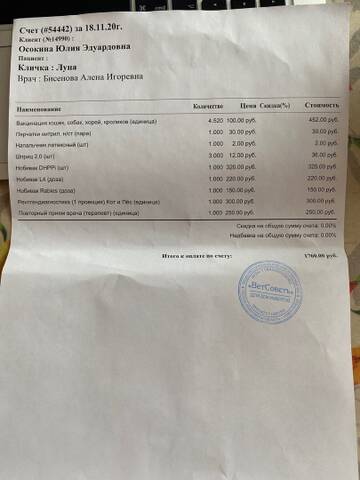 Счет (#54442) за 18.11.20г.
Клиент (№14990) :
Осокина Юлия Эдуардовна
Пациент :
Кличка : Луна
Врач : Бисенова Алена Игоревна
Наименование Количество Цена Скидка(%) Стоимость
Вакцинация кошек, собак, хорей, кроликов (единица) 4.520 100.00 руб. 452.00 руб.
Перчатки нитрил. н/ст (пара) 1.000 30.00 руб. 30.00 руб.
Напальчник латексный (шт) 1.000 2.00 руб. 2.00 руб.
Шприц 2,0 (шт) 3.000 12.00 руб. 36.00 руб.
Нобивак DHPPi (шт) 1.000 320.00 руб. 320.00 руб.
Нобивак L4 (доза) 1.000 220.00 руб. 220.00 руб.
Нобивак Rabies (доза) 1.000 150.00 руб. 150.00 руб.
Рентгендиагностика (1 проекция) Кот и Пёс (единица) 1.000 300.00 руб. 300.00 руб.
Повторный прием врача (терапевт) (единица) 1.000 250.00 руб. 250.00 руб.
Скидка на общую сумму счета: 0.00%
Надбавка на общую сумму счета: 0.00%
Итого к оплате по счету: 1760.00 руб.
«ВетСоветъ»
ДЛЯ ДОКУМЕНТОВ